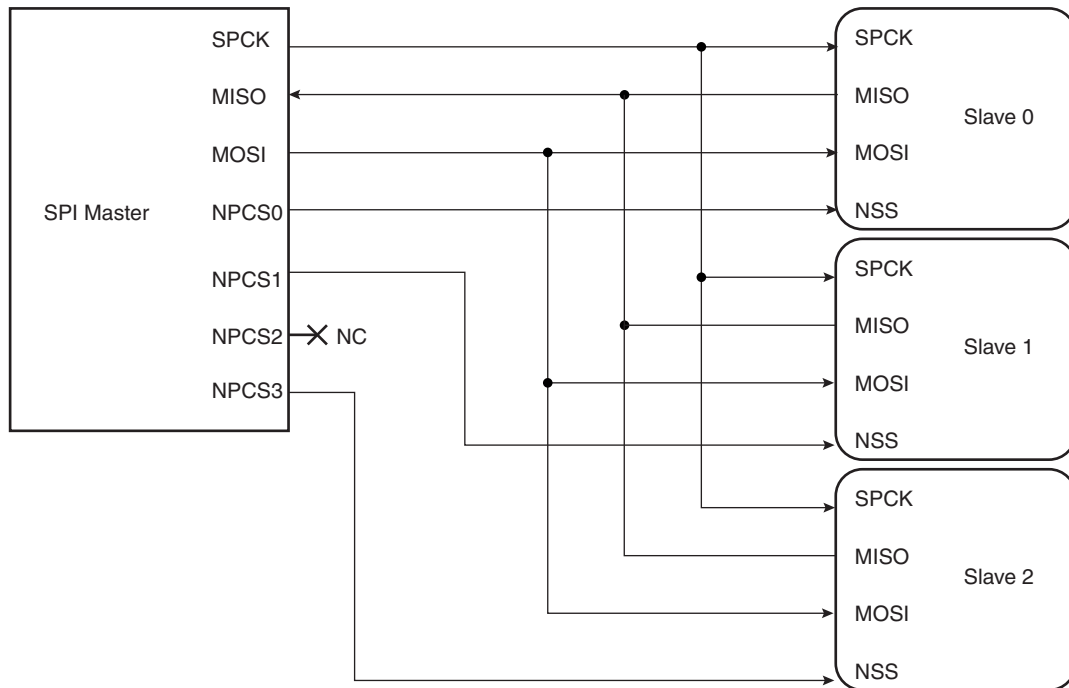 SPI Master
SPCK
MISO
MOSI
NPCS0
NPCS1
NPCS2
NC
NPCS3
SPCK
MISO
Slave 0
MOSI
NSS
SPCK
MISO
Slave 1
MOSI
NSS
SPCK
MISO
Slave 2
MOSI
NSS